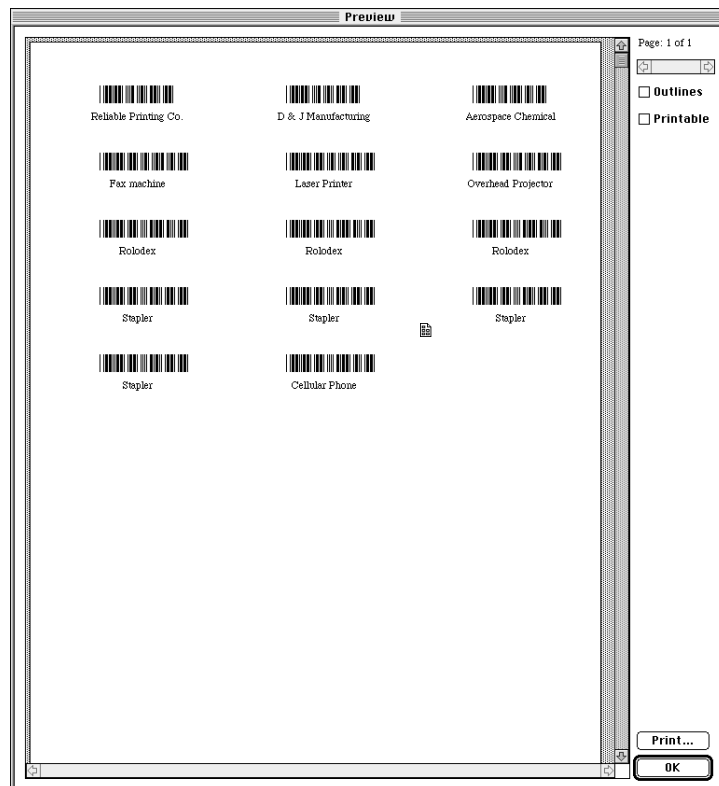 Preview
Page: 1 of 1
Outlines
Printable
Reliable Printing Co.
D & J Manufacturing
Aerospace Chemical
Fax machine
Laser Printer
Overhead Projector
Rolodex
Rolodex
Rolodex
Stapler
Stapler
Stapler
Stapler
Cellular Phone
Print...
OK